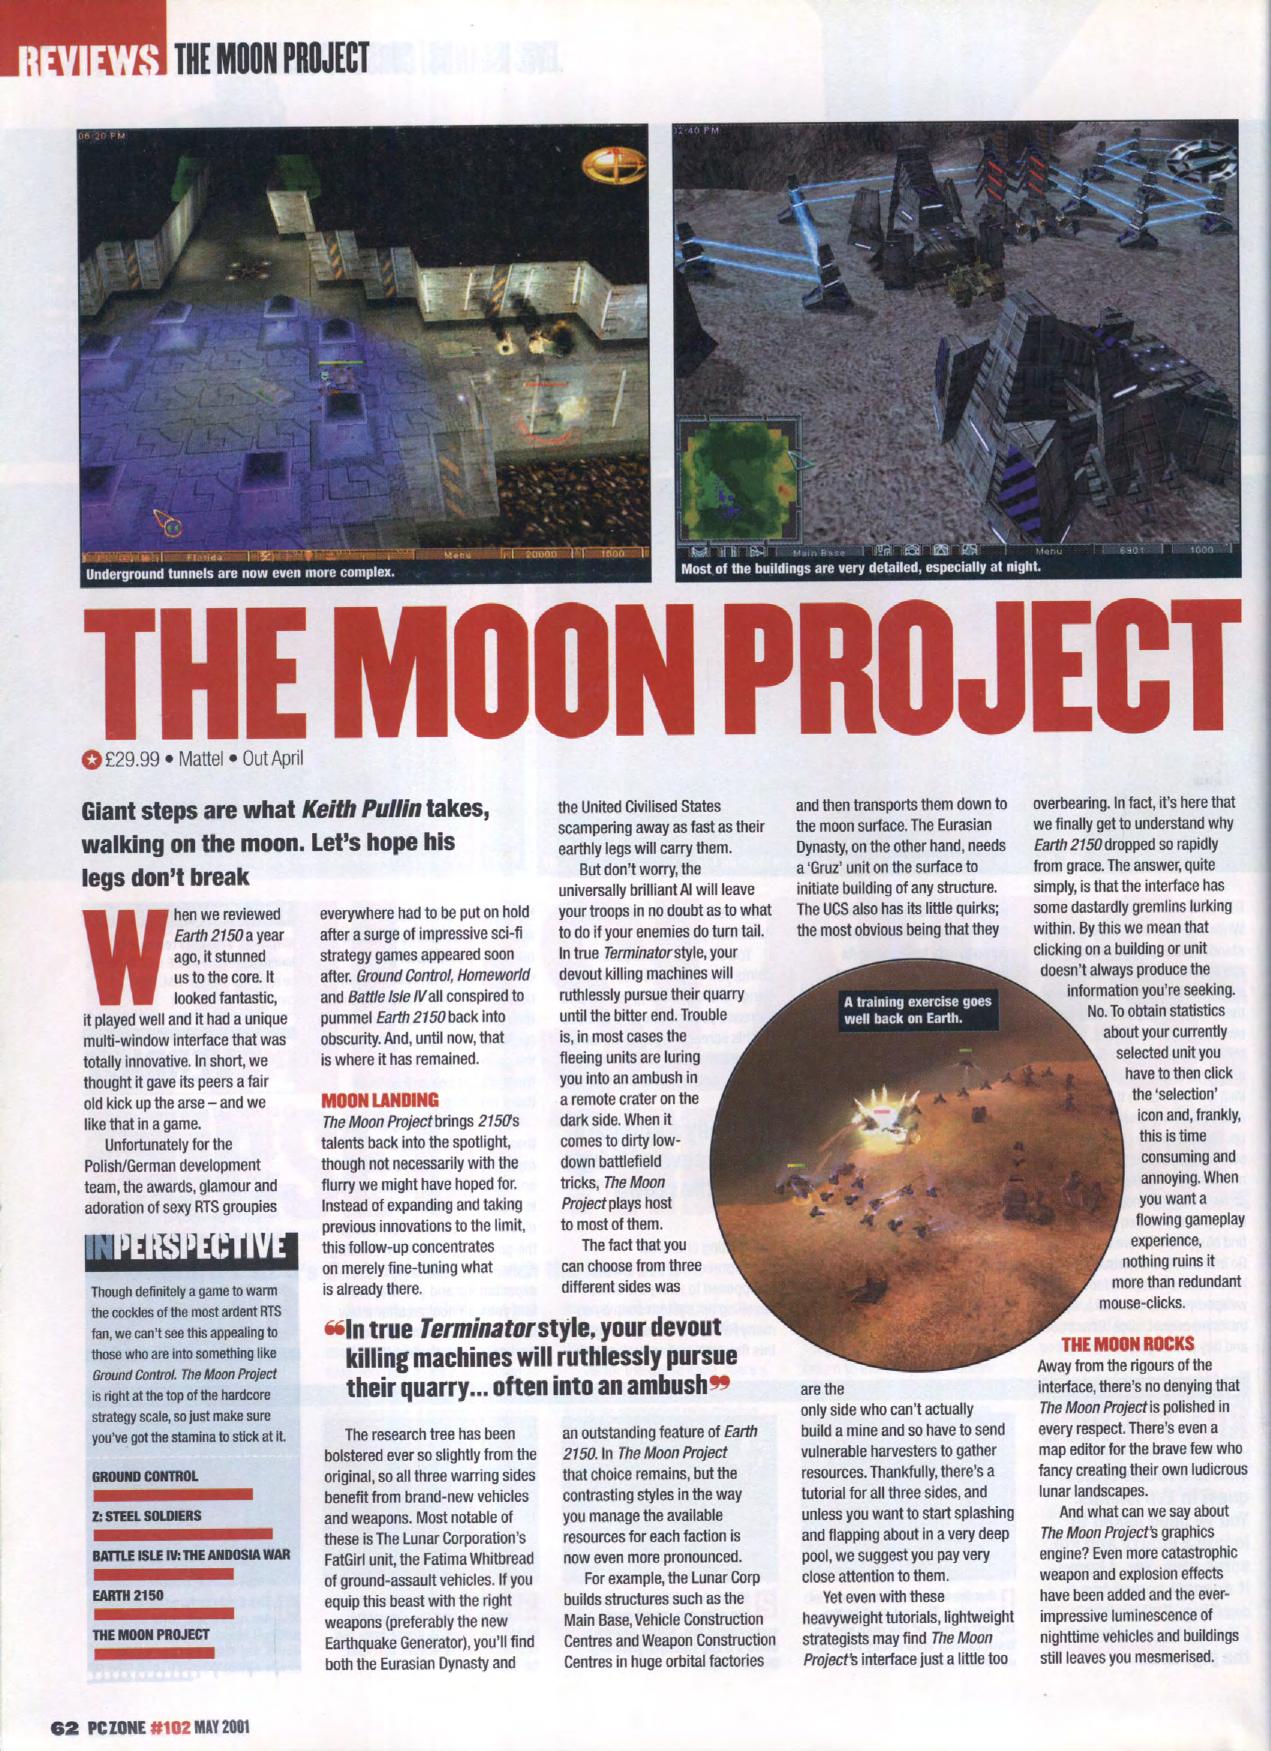 REVIEWS THE MOON PROJECT
06:20 PM
Florida
Menu
20000
1000
Underground tunnels are now even more complex.
02:40 PM
Main Base
Menu
6901
1000
Most of the buildings are very detailed, especially at night.
THE MOON PROJECT
£29.99 • Mattel • Out April
Giant steps are what Keith Pullin takes,
walking on the moon. Let's hope his
legs don't break
When we reviewed
Earth 2150 a year
ago, it stunned
us to the core. It
looked fantastic,
it played well and it had a unique
multi-window interface that was
totally innovative. In short, we
thought it gave its peers a fair
old kick up the arse – and we
like that in a game.
Unfortunately for the
Polish/German development
team, the awards, glamour and
adoration of sexy RTS groupies
everywhere had to be put on hold
after a surge of impressive sci-fi
strategy games appeared soon
after. Ground Control, Homeworld
and Battle Isle IV all conspired to
pummel Earth 2150 back into
obscurity. And, until now, that
is where it has remained.
MOON LANDING
The Moon Project brings 2150's
talents back into the spotlight,
though not necessarily with the
flurry we might have hoped for.
Instead of expanding and taking
previous innovations to the limit,
this follow-up concentrates
on merely fine-tuning what
is already there.
The research tree has been
bolstered ever so slightly from the
original, so all three warring sides
benefit from brand-new vehicles
and weapons. Most notable of
these is The Lunar Corporation's
FatGirl unit, the Fatima Whitbread
of ground-assault vehicles. If you
equip this beast with the right
weapons (preferably the new
Earthquake Generator), you'll find
both the Eurasian Dynasty and
the United Civilised States
scampering away as fast as their
earthly legs will carry them.
But don't worry, the
universally brilliant AI will leave
your troops in no doubt as to what
to do if your enemies do turn tail.
In true Terminator style, your
devout killing machines will
ruthlessly pursue their quarry
until the bitter end. Trouble
is, in most cases the
fleeing units are luring
you into an ambush in
a remote crater on the
dark side. When it
comes to dirty low-
down battlefield
tricks, The Moon
Project plays host
to most of them.
The fact that you
can choose from three
different sides was
an outstanding feature of Earth
2150. In The Moon Project
that choice remains, but the
contrasting styles in the way
you manage the available
resources for each faction is
now even more pronounced.
For example, the Lunar Corp
builds structures such as the
Main Base, Vehicle Construction
Centres and Weapon Construction
Centres in huge orbital factories
and then transports them down to
the moon surface. The Eurasian
Dynasty, on the other hand, needs
a 'Gruz' unit on the surface to
initiate building of any structure.
The UCS also has its little quirks;
the most obvious being that they
are the
only side who can't actually
build a mine and so have to send
vulnerable harvesters to gather
resources. Thankfully, there's a
tutorial for all three sides, and
unless you want to start splashing
and flapping about in a very deep
pool, we suggest you pay very
close attention to them.
Yet even with these
heavyweight tutorials, lightweight
strategists may find The Moon
Project's interface just a little too
overbearing. In fact, it's here that
we finally get to understand why
Earth 2150 dropped so rapidly
from grace. The answer, quite
simply, is that the interface has
some dastardly gremlins lurking
within. By this we mean that
clicking on a building or unit
doesn't always produce the
information you're seeking.
No. To obtain statistics
about your currently
selected unit you
have to then click
the 'selection'
icon and, frankly,
this is time
consuming and
annoying. When
you want a
flowing gameplay
experience,
nothing ruins it
more than redundant
mouse-clicks.
THE MOON ROCKS
Away from the rigours of the
interface, there's no denying that
The Moon Project is polished in
every respect. There's even a
map editor for the brave few who
fancy creating their own ludicrous
lunar landscapes.
And what can we say about
The Moon Project's graphics
engine? Even more catastrophic
weapon and explosion effects
have been added and the ever-
impressive luminescence of
nighttime vehicles and buildings
still leaves you mesmerised.
A training exercise goes
well back on Earth.
“In true Terminator style, your devout
killing machines will ruthlessly pursue
their quarry... often into an ambush”
INPERSPECTIVE
Though definitely a game to warm
the cockles of the most ardent RTS
fan, we can't see this appealing to
those who are into something like
Ground Control. The Moon Project
is right at the top of the hardcore
strategy scale, so just make sure
you've got the stamina to stick at it.
GROUND CONTROL
Z: STEEL SOLDIERS
BATTLE ISLE IV: THE ANDOSIA WAR
EARTH 2150
THE MOON PROJECT
62 PCZONE #102 MAY 2001